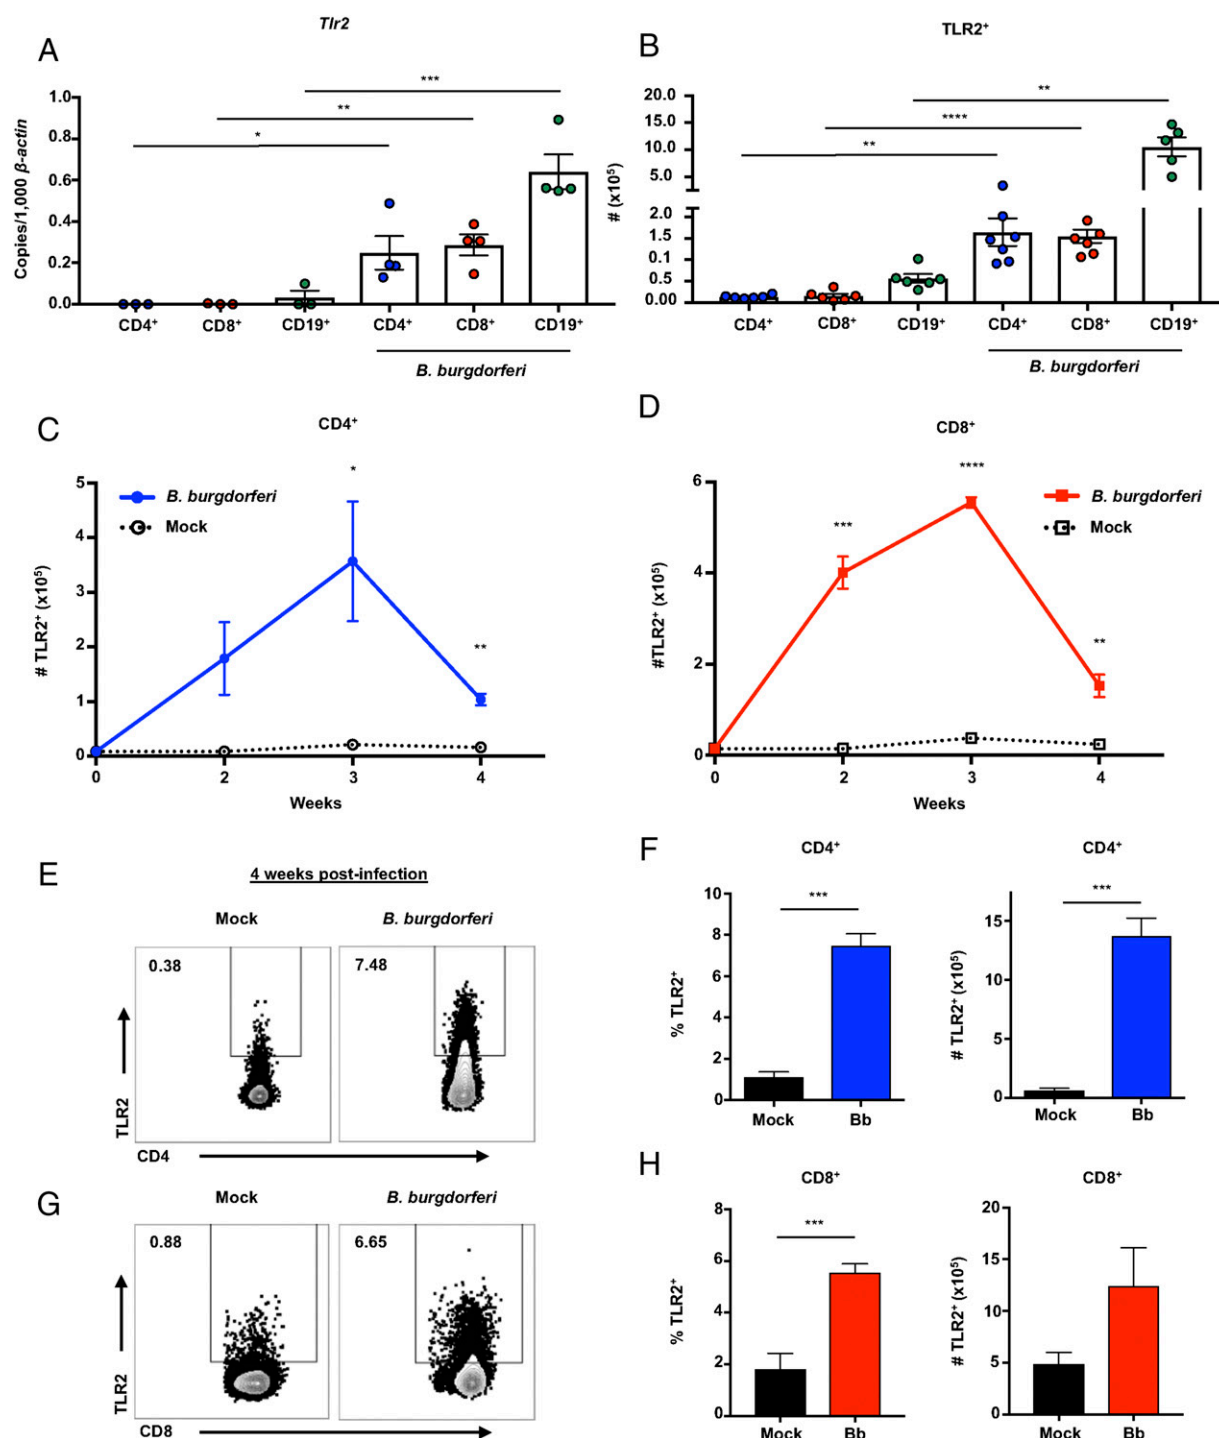 A
Tlr2
Copies/1,000 β-actin
1.0
0.8
0.6
0.4
0.2
0.0
*
**
***
CD4+
CD8+
CD19+
CD4+
CD8+
CD19+
B. burgdorferi
B
TLR2+
# (x10⁵)
20.0
15.0
10.0
5.0
2.0
1.5
1.0
0.1
0.5
0.00
**
****
**
CD4+
CD8+
CD19+
CD4+
CD8+
CD19+
B. burgdorferi
C
CD4+
# TLR2+ (x10⁵)
5
4
3
2
1
0
B. burgdorferi
Mock
*
**
0
2
3
4
Weeks
D
CD8+
#TLR2+ (x10⁵)
6
4
2
0
B. burgdorferi
Mock
***
****
**
0
2
3
4
Weeks
E
4 weeks post-infection
Mock
B. burgdorferi
0.38
7.48
TLR2
CD4
F
CD4+
% TLR2+
10
8
6
4
2
0
***
Mock
Bb
CD4+
# TLR2+ (x10⁵)
15
10
5
0
***
Mock
Bb
G
Mock
B. burgdorferi
0.88
6.65
TLR2
CD8
H
CD8+
% TLR2+
8
6
4
2
0
***
Mock
Bb
CD8+
# TLR2+ (x10⁵)
20
15
10
5
0
Mock
Bb